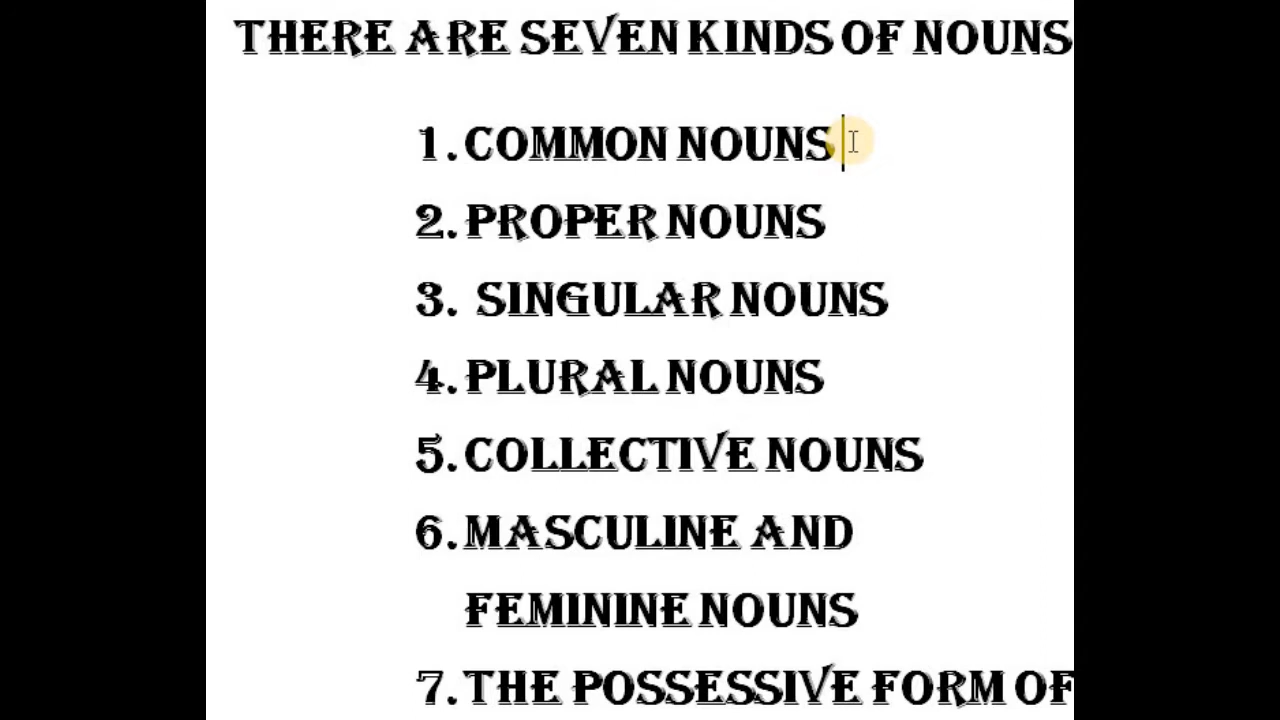 THERE ARE SEVEN KINDS OF NOUNS
1. COMMON NOUNS
2. PROPER NOUNS
3. SINGULAR NOUNS
4. PLURAL NOUNS
5. COLLECTIVE NOUNS
6. MASCULINE AND
FEMININE NOUNS
7. THE POSSESSIVE FORM OF